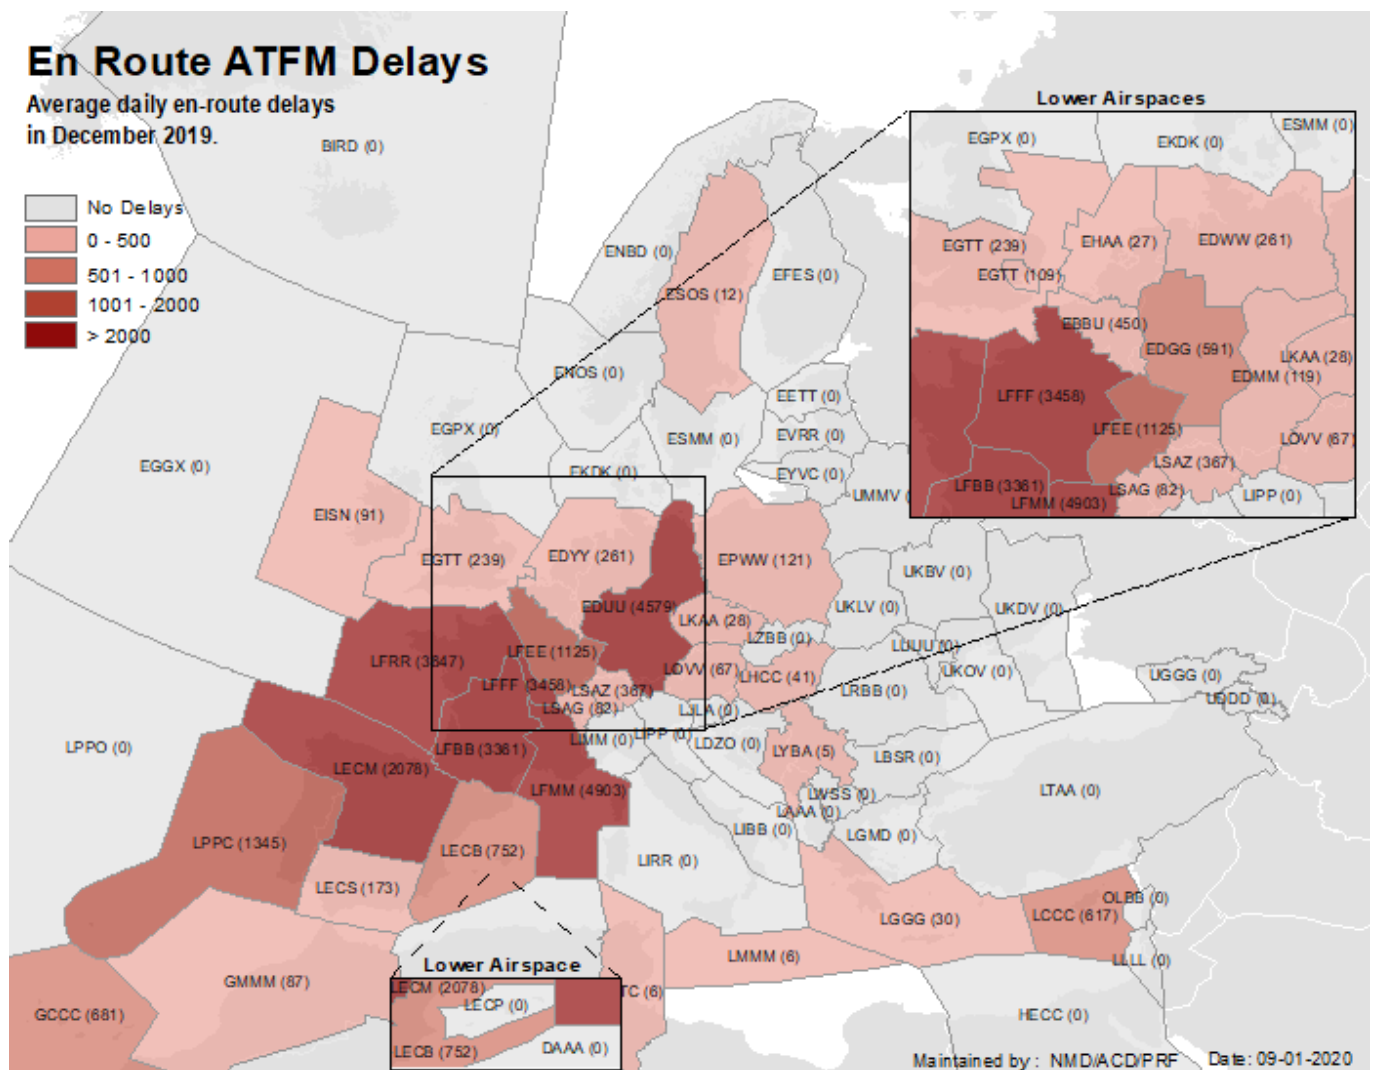 En Route ATFM Delays
Average daily en-route delays
in December 2019.
No Delays
0 - 500
501 - 1000
1001 - 2000
> 2000
Lower Airspaces
EGPX (0)
EKDK (0)
ESMM (0)
EGTT (239)
EHAA (27)
EDWW (261)
EGTT (109)
EBBU (450)
EDGG (591)
LKAA (28)
EDMM (119)
LFFF (3458)
LFEE (1125)
LOVV (67)
LSAZ (367)
LFBB (3361)
LSAG (82)
LIPP (0)
LFMM (4903)
BIRD (0)
ENBD (0)
EFES (0)
ESOS (12)
ENOS (0)
EETT (0)
EGPX (0)
ESMM (0)
EVRR (0)
EGGX (0)
EKDK (0)
EYVC (0)
UMMV (
EISN (91)
EGTT (239)
EDYY (261)
EPWW (121)
UKBV (0)
EDUU (4579)
UKLV (0)
UKDV (0)
LKAA (28)
LZBB (0)
LUUU (0)
LFRR (3647)
LFEE (1125)
LOVV (67)
LHCC (41)
UKOV (0)
UGGG (0)
LFFF (3458)
LSAZ (367)
LRBB (0)
UDDD (0)
LSAG (82)
LJLA (0)
LPPO (0)
LFBB (3361)
LIMM (0)
LIPP (0)
LDZO (0)
LYBA (5)
LBSR (0)
LECM (2078)
LFMM (4903)
LWSS (0)
LTAA (0)
LAAA (0)
LPPC (1345)
LECB (752)
LIBB (0)
LGMD (0)
LIRR (0)
LECS (173)
OLBB (0)
LGGG (30)
LCCC (617)
LMMM (6)
LLLL (0)
GMMM (87)
TC (6)
GCCC (681)
HECC (0)
Lower Airspace
LECM (2078)
LECP (0)
LECB (752)
DAAA (0)
Maintained by : NMD/ACD/PRF Date: 09-01-2020